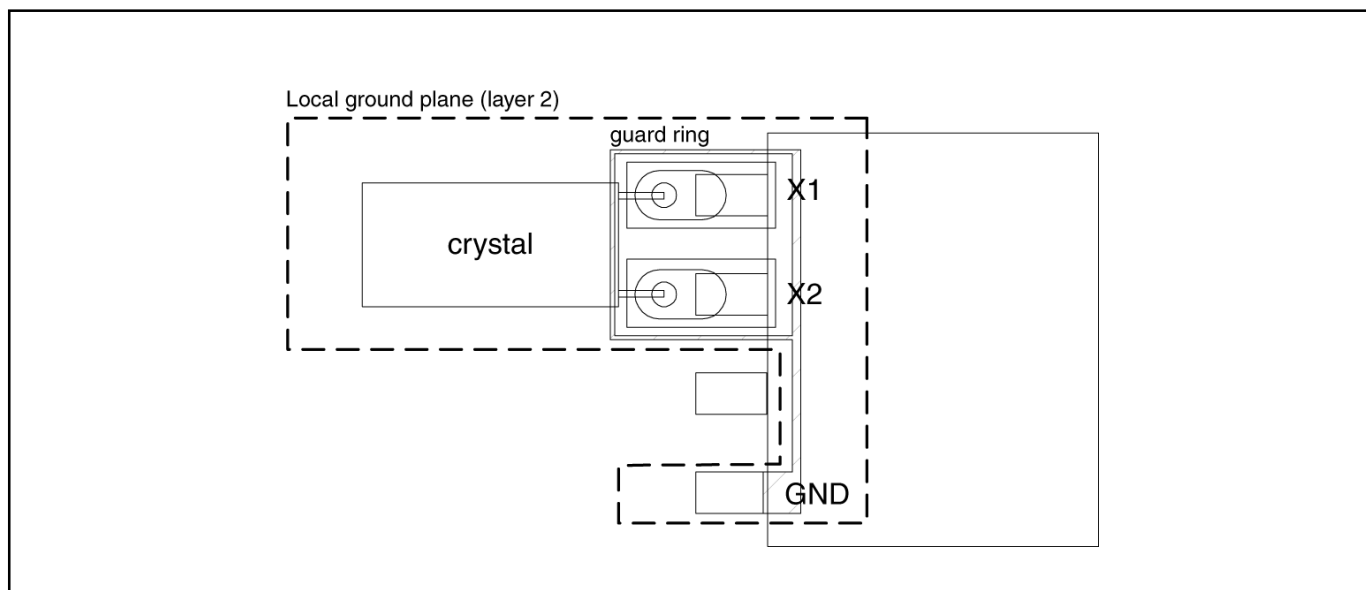 Local ground plane (layer 2)
guard ring
X1
crystal
X2
GND